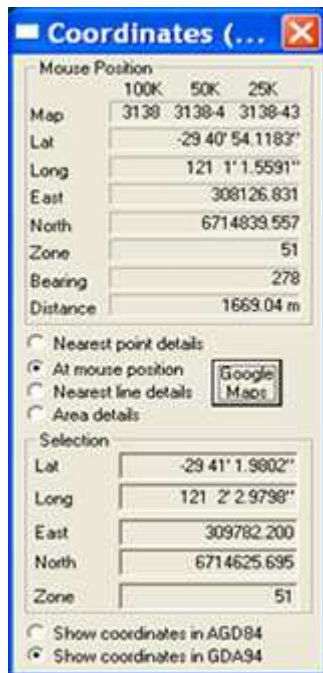 Coordinates (...
Mouse Position
100K 50K 25K
Map 3138 3138-4 3138-43
Lat -29 40' 54.1183''
Long 121 1' 1.5591''
East 308126.831
North 6714839.557
Zone 51
Bearing 278
Distance 1669.04 m
Nearest point details
At mouse position
Nearest line details
Area details
Google
Maps
Selection
Lat -29 41' 1.9802''
Long 121 2' 2.9798''
East 309782.200
North 6714625.695
Zone 51
Show coordinates in AGD84
Show coordinates in GDA94